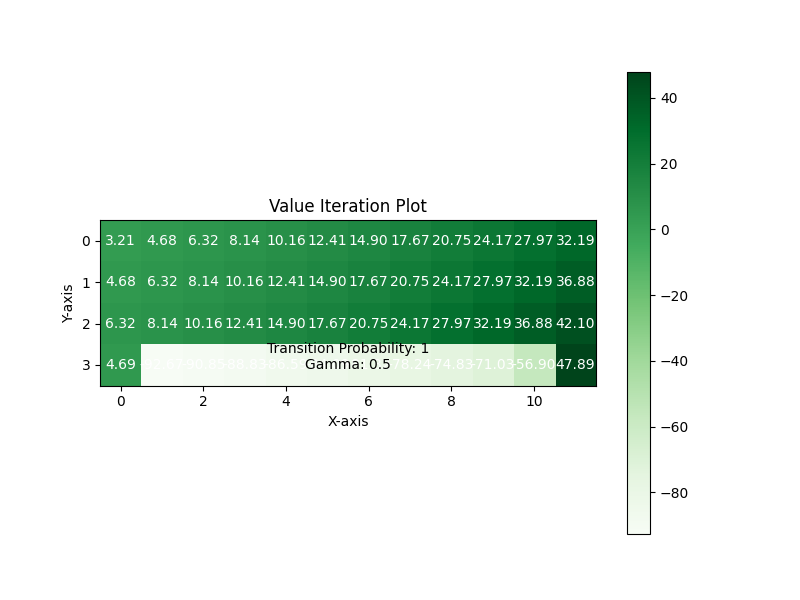 Value Iteration Plot
0 3.21 4.68 6.32 8.14 10.16 12.41 14.90 17.67 20.75 24.17 27.97 32.19
1 4.68 6.32 8.14 10.16 12.41 14.90 17.67 20.75 24.17 27.97 32.19 36.88
2 6.32 8.14 10.16 12.41 14.90 17.67 20.75 24.17 27.97 32.19 36.88 42.10
Transition Probability: 1
3 4.69 Gamma: 0.5 -78.24 -74.83 -71.03 -56.90 47.89
0 2 4 6 8 10
X-axis
Y-axis
40
20
0
−20
−40
−60
−80